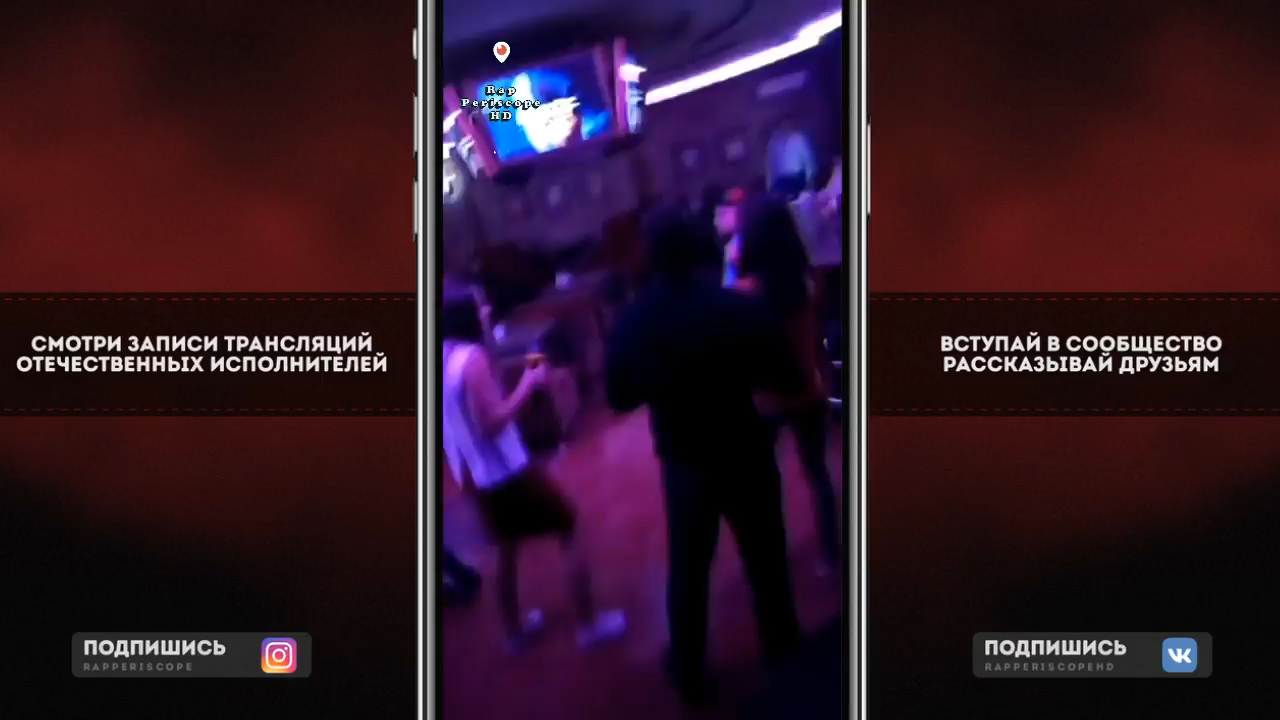 Rap
Periscope
HD
СМОТРИ ЗАПИСИ ТРАНСЛЯЦИЙ
ОТЕЧЕСТВЕННЫХ ИСПОЛНИТЕЛЕЙ
ВСТУПАЙ В СООБЩЕСТВО
РАССКАЗЫВАЙ ДРУЗЬЯМ
ПОДПИШИСЬ
RAPPERISCOPE
ПОДПИШИСЬ
RAPPERISCOPEHD